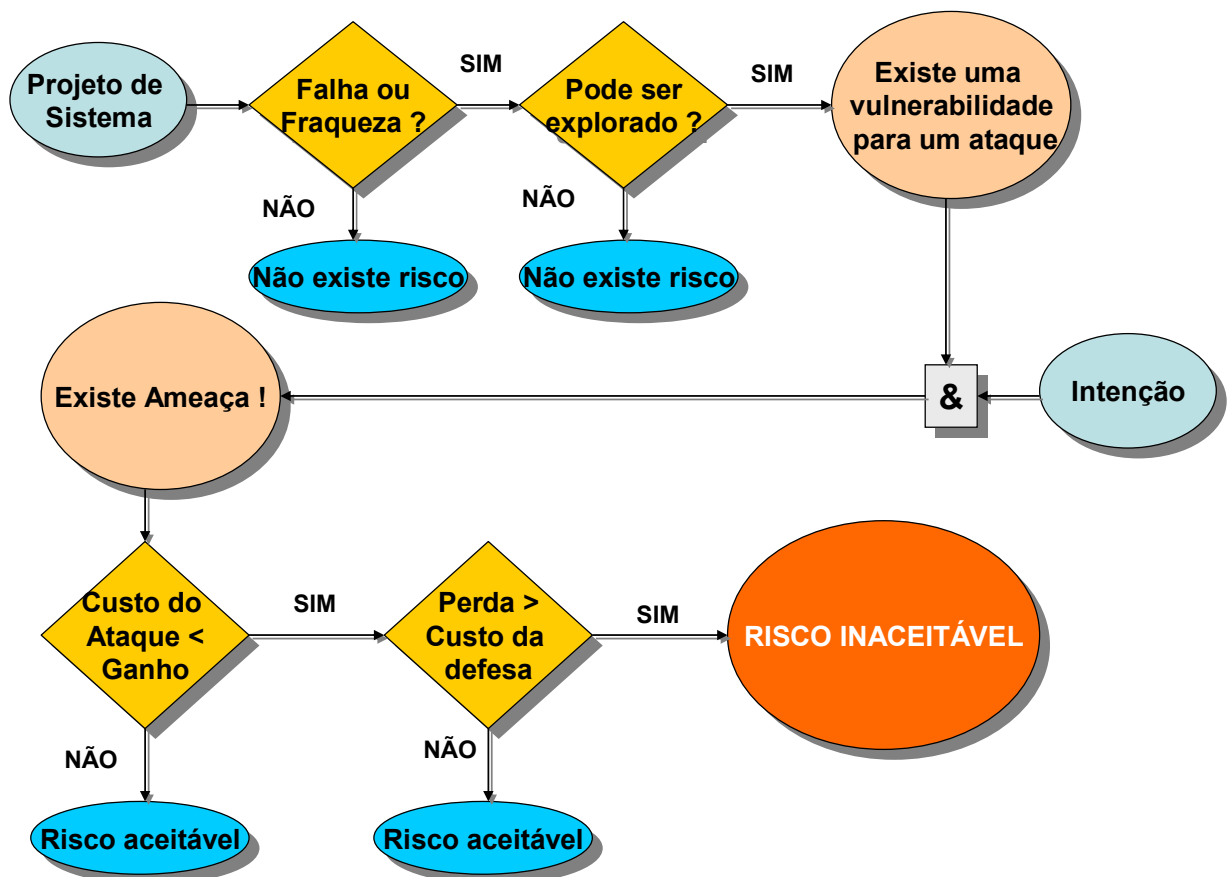 Projeto de
Sistema
Falha ou
Fraqueza ?
SIM
Pode ser
explorado ?
SIM
Existe uma
vulnerabilidade
para um ataque
NÃO
NÃO
Não existe risco
Não existe risco
Existe Ameaça !
&
Intenção
Custo do
Ataque <
Ganho
SIM
Perda >
Custo da
defesa
SIM
RISCO INACEITÁVEL
NÃO
NÃO
Risco aceitável
Risco aceitável